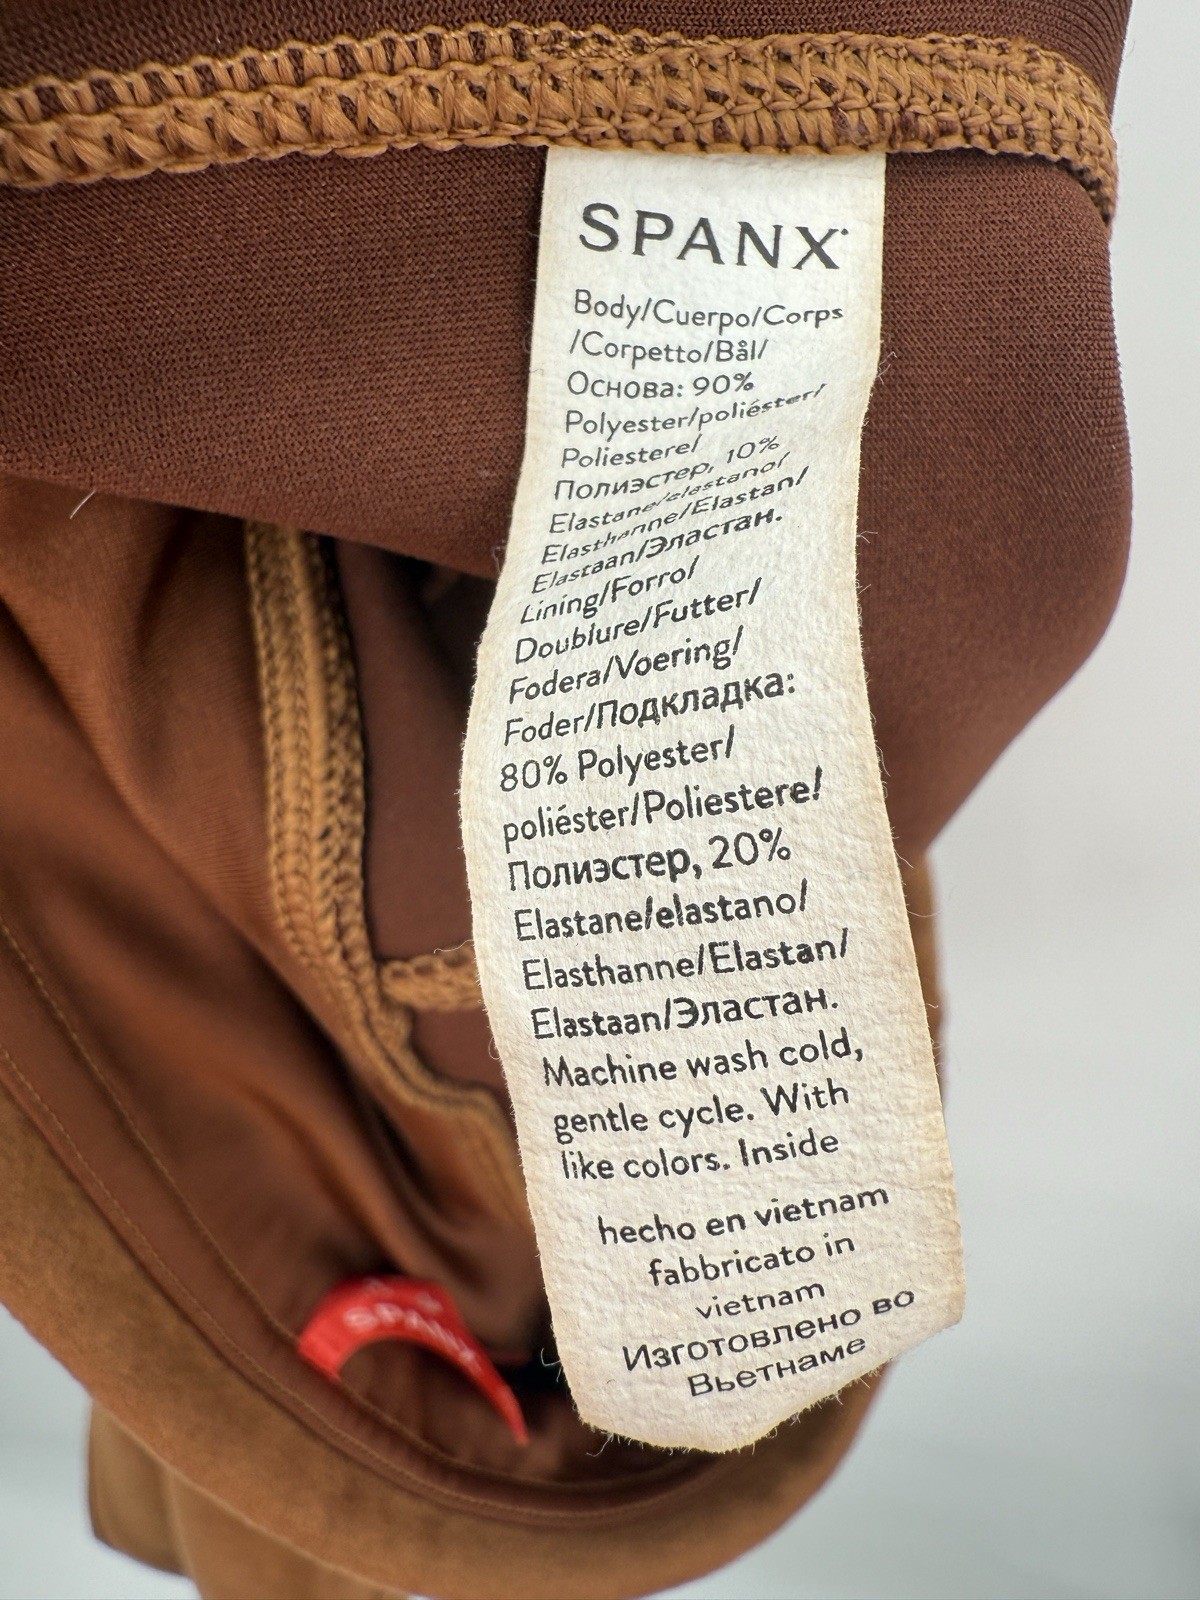 SPANX
Body/Cuerpo/Corps
/Corpetto/Bål/
Основа: 90%
Polyester/poliéster/
Poliestere/
Полиэстер, 10%
Elastane/elastano/
Elasthanne/Elastan/
Elastaan/Эластан.
Lining/Forro/
Doublure/Futter/
Fodera/Voering/
Foder/Подкладка:
80% Polyester/
poliéster/Poliestere/
Полиэстер, 20%
Elastane/elastano/
Elasthanne/Elastan/
Elastaan/Эластан.
Machine wash cold,
gentle cycle. With
like colors. Inside
hecho en vietnam
fabbricato in
vietnam
Изготовлено во
Вьетнаме
SPANX